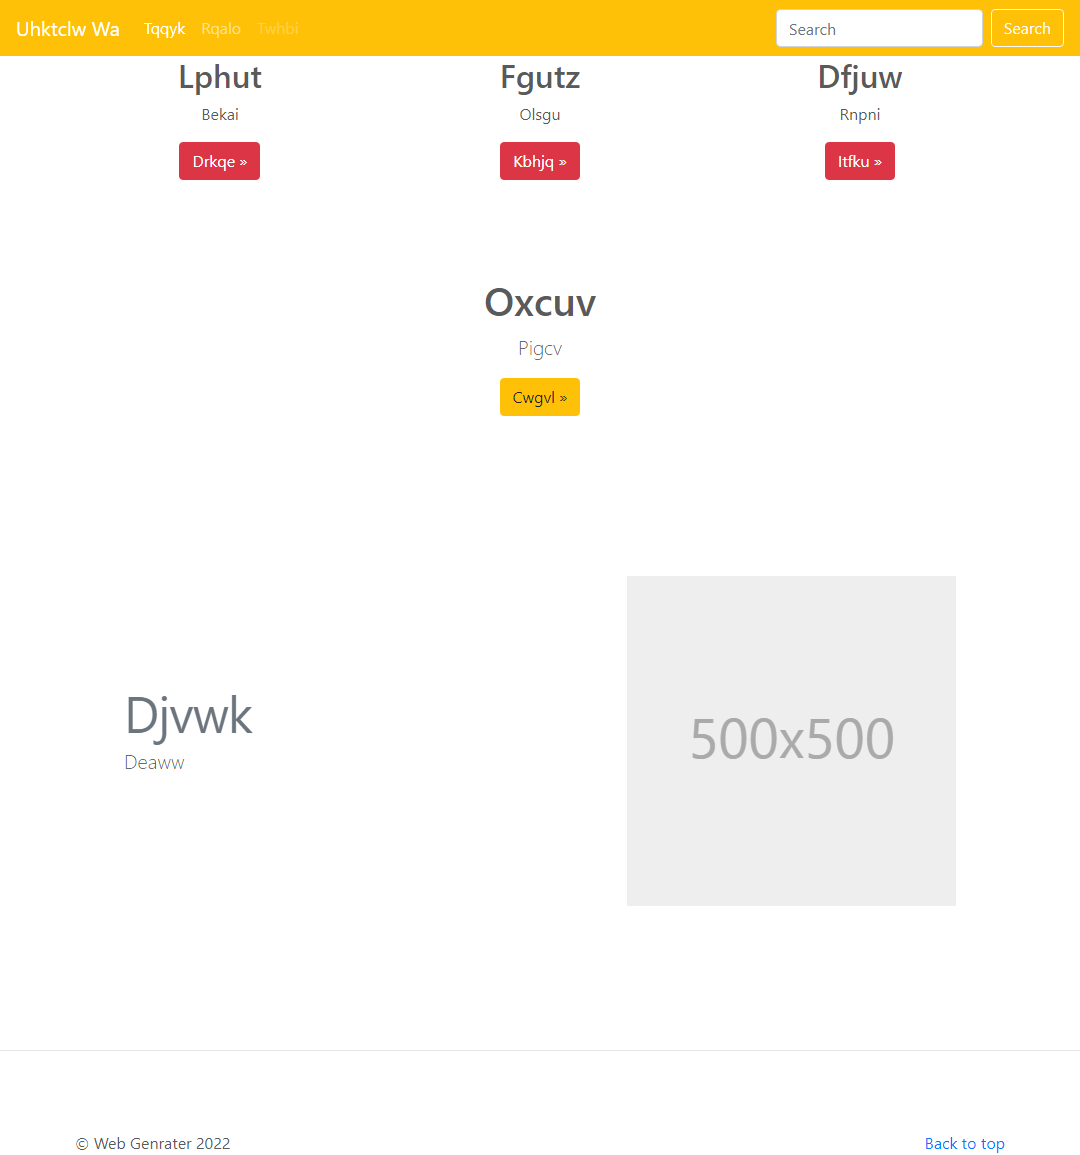 Uhktclw Wa Tqqyk Rqalo Twhbi Search Search
Lphut Fgutz Dfjuw
Bekai Olsgu Rnpni
Drkqe » Kbhjq » Itfku »
Oxcuv
Pigcv
Cwgvl »
500x500
Djvwk
Deaww
© Web Genrater 2022 Back to top